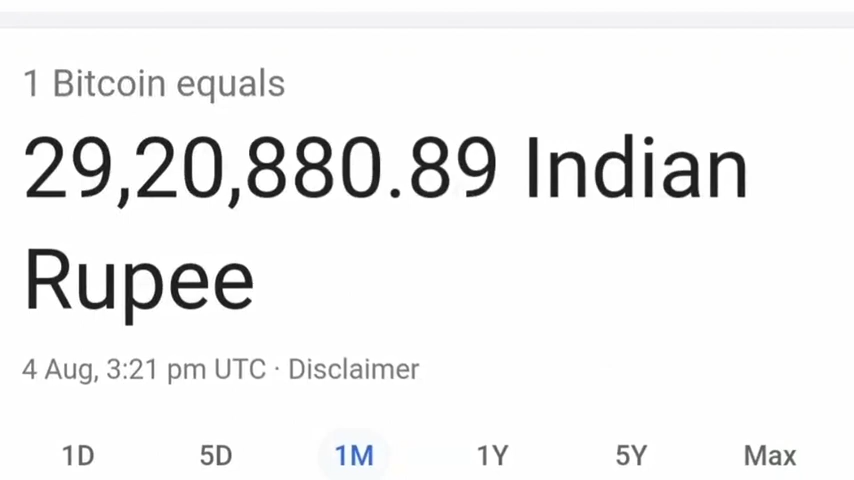 1 Bitcoin equals
29,20,880.89 Indian
Rupee
4 Aug, 3:21 pm UTC · Disclaimer
1D 5D 1M 1Y 5Y Max